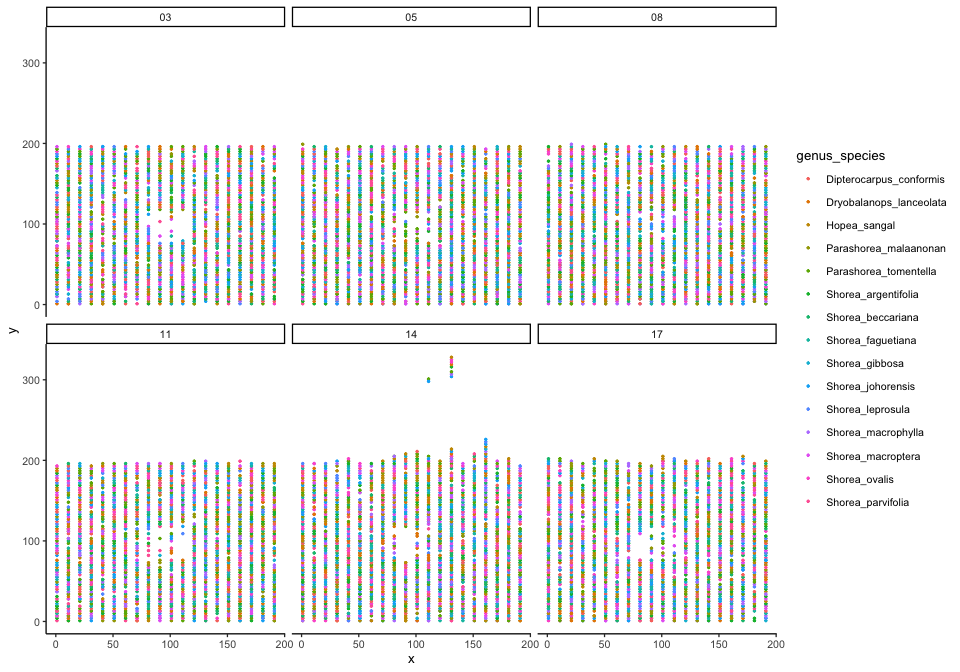 03 05 08
300
200
100
0
y
11 14 17
300
200
100
0
0 50 100 150 200 0 50 100 150 200 0 50 100 150 200
x
genus_species
Dipterocarpus_conformis
Dryobalanops_lanceolata
Hopea_sangal
Parashorea_malaanonan
Parashorea_tomentella
Shorea_argentifolia
Shorea_beccariana
Shorea_faguetiana
Shorea_gibbosa
Shorea_johorensis
Shorea_leprosula
Shorea_macrophylla
Shorea_macroptera
Shorea_ovalis
Shorea_parvifolia